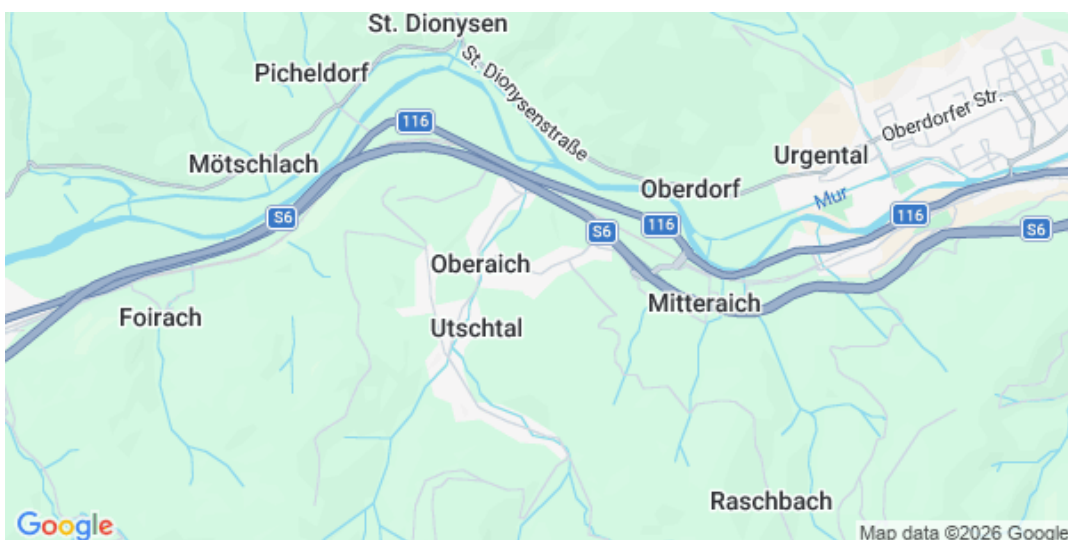 St. Dionysen
Picheldorf
St. Dionysenstraße
116
Oberdorfer Str.
Mötschlach
Urgental
Oberdorf
Mur
S6
116
116
S6
S6
Oberaich
Mitteraich
Foirach
Utschtal
Raschbach
Google
Map data ©2026 Google